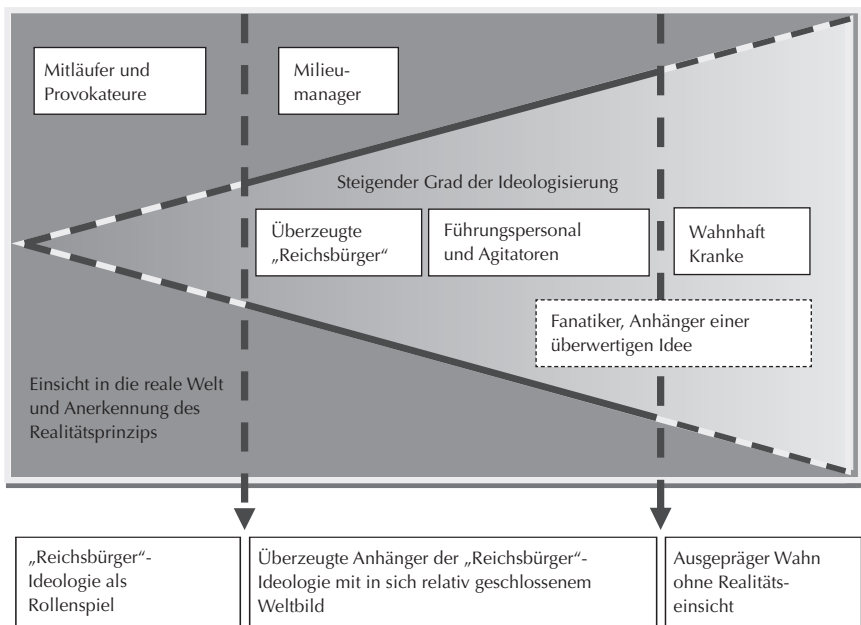 Mitläufer und
Provokateure
Milieu-
manager
Steigender Grad der Ideologisierung
Überzeugte
„Reichsbürger“
Führungspersonal
und Agitatoren
Wahnhaft
Kranke
Fanatiker, Anhänger einer
überwertigen Idee
Einsicht in die reale Welt
und Anerkennung des
Realitätsprinzips
„Reichsbürger“-
Ideologie als
Rollenspiel
Überzeugte Anhänger der „Reichsbürger“-
Ideologie mit in sich relativ geschlossenem
Weltbild
Ausgepräger Wahn
ohne Realitäts-
einsicht